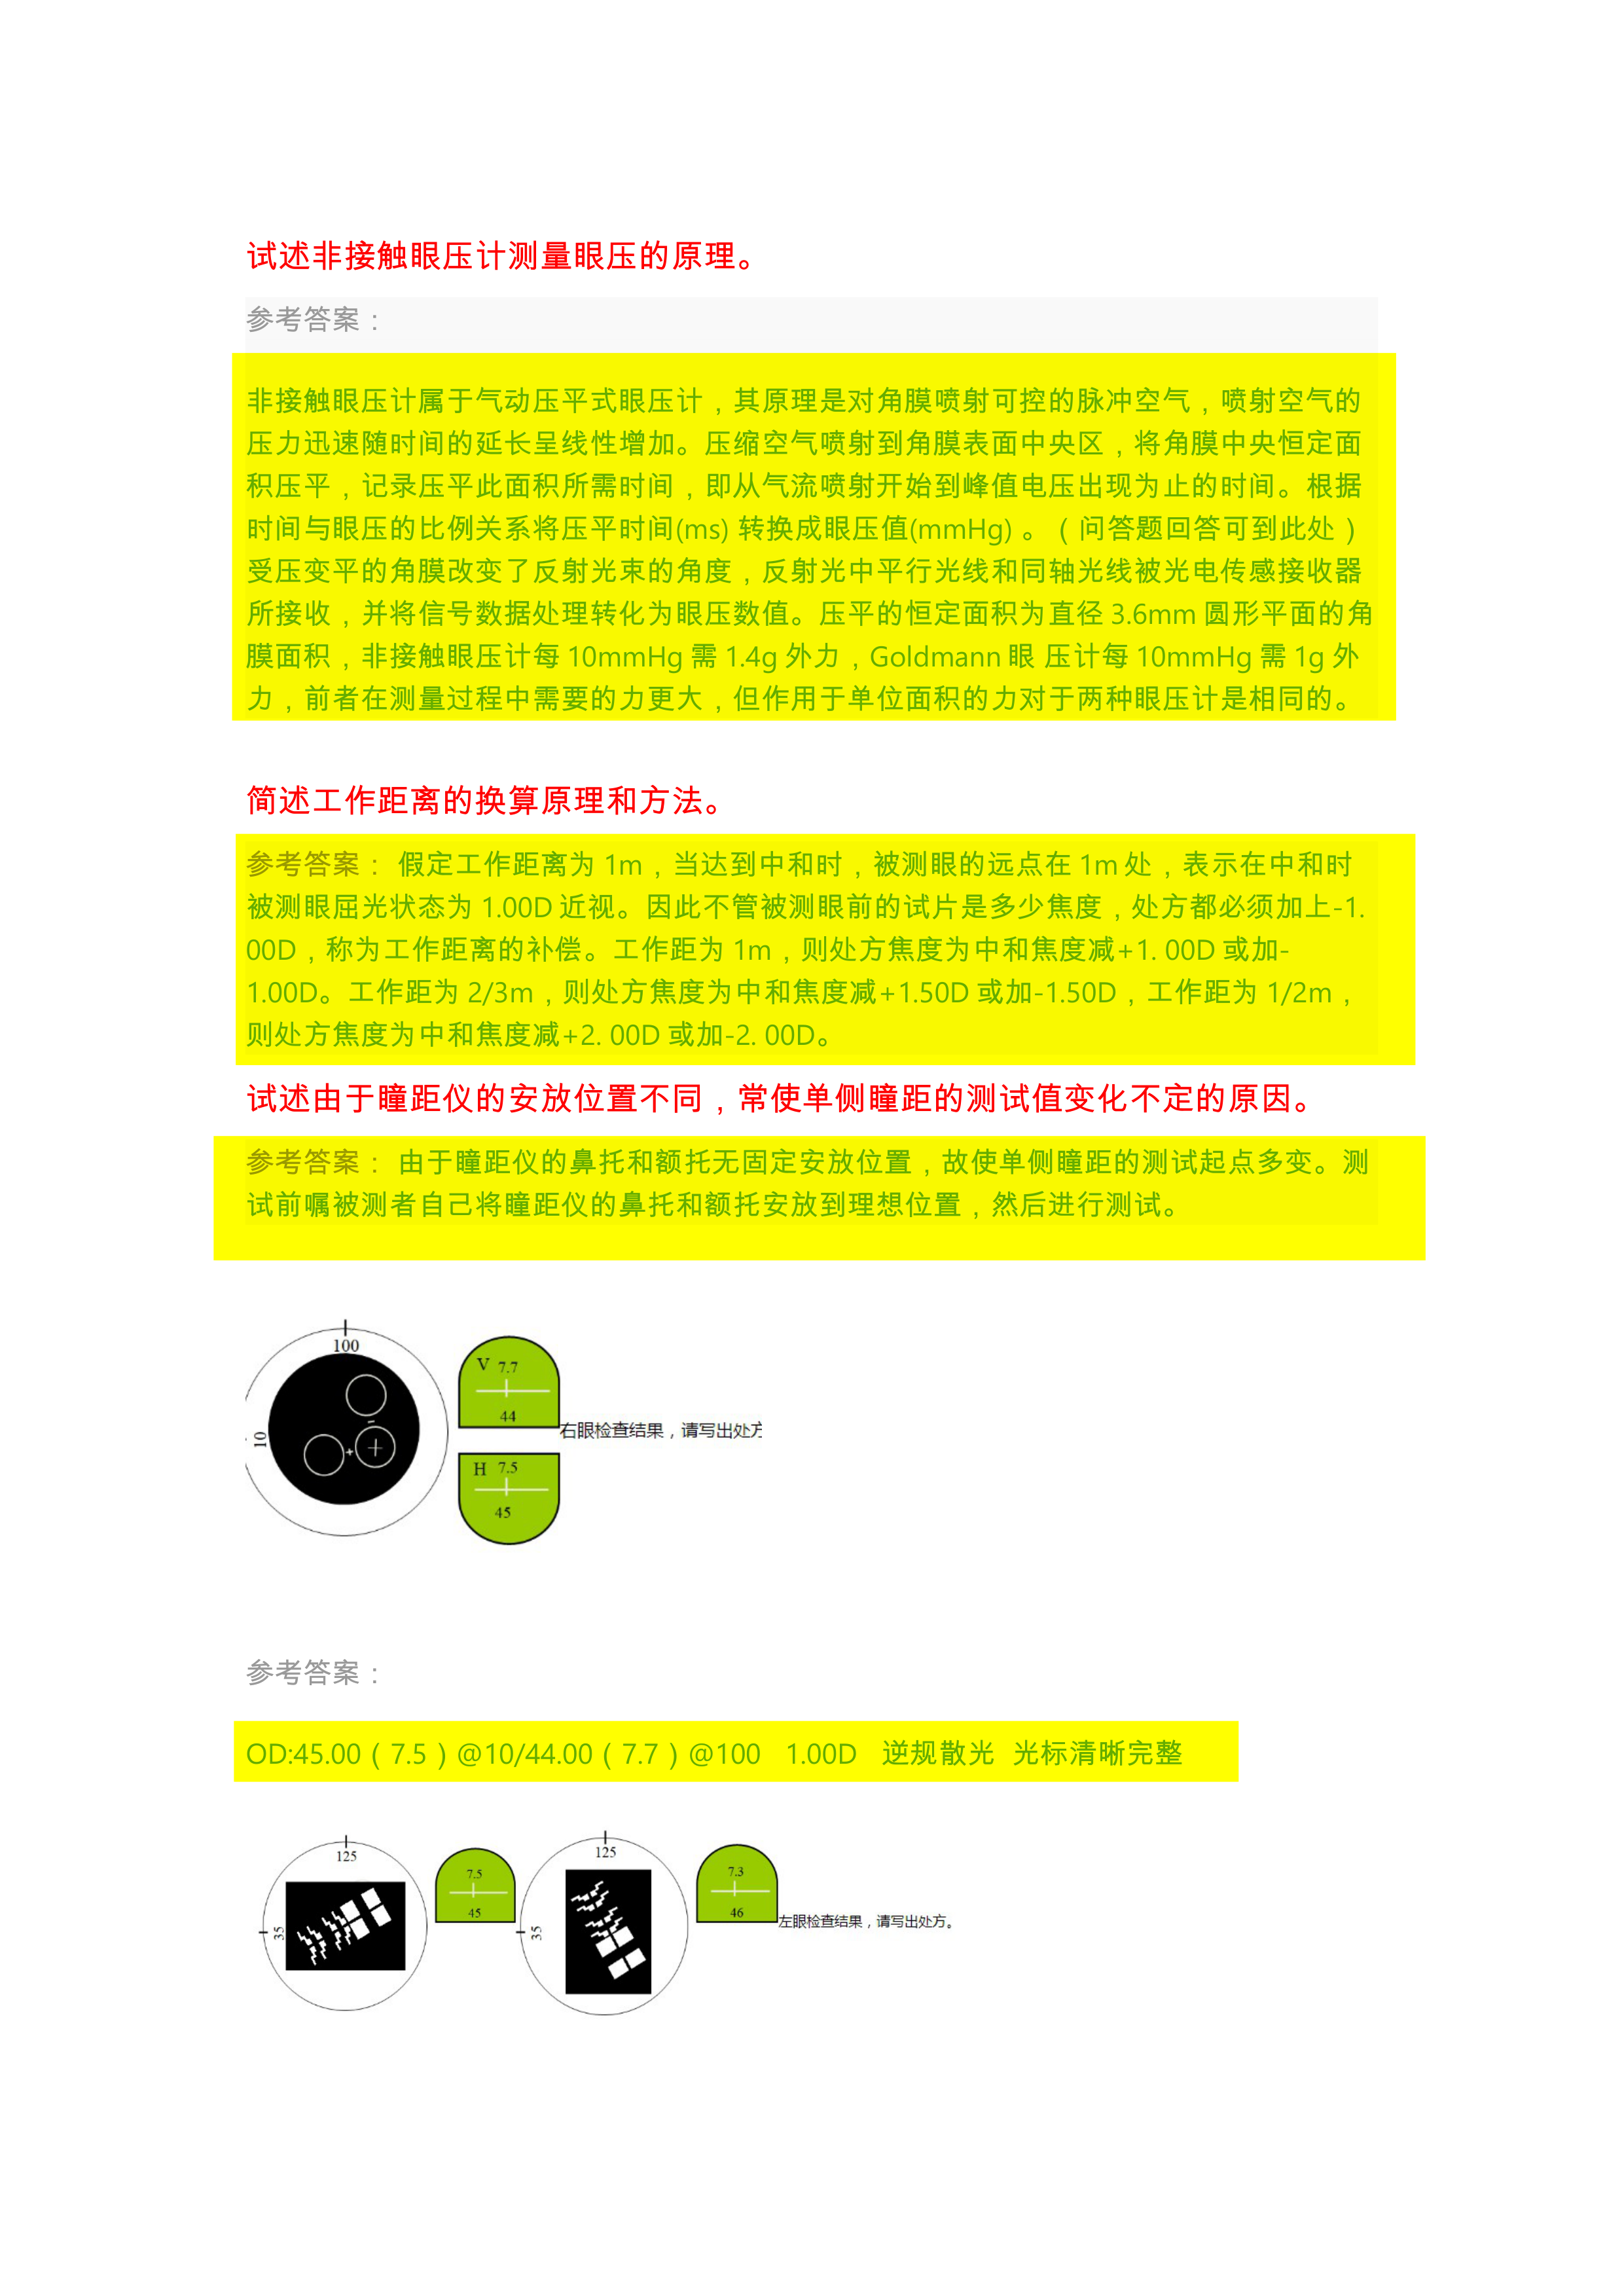 试述非接触眼压计测量眼压的原理。
参考答案：
非接触眼压计属于气动压平式眼压计，其原理是对角膜喷射可控的脉冲空气，喷射空气的
压力迅速随时间的延长呈线性增加。压缩空气喷射到角膜表面中央区，将角膜中央恒定面
积压平，记录压平此面积所需时间，即从气流喷射开始到峰值电压出现为止的时间。根据
时间与眼压的比例关系将压平时间(ms) 转换成眼压值(mmHg) 。（问答题回答可到此处）
受压变平的角膜改变了反射光束的角度，反射光中平行光线和同轴光线被光电传感接收器
所接收，并将信号数据处理转化为眼压数值。压平的恒定面积为直径 3.6mm 圆形平面的角
膜面积，非接触眼压计每 10mmHg 需 1.4g 外力，Goldmann 眼 压计每 10mmHg 需 1g 外
力，前者在测量过程中需要的力更大，但作用于单位面积的力对于两种眼压计是相同的。
简述工作距离的换算原理和方法。
参考答案： 假定工作距离为 1m，当达到中和时，被测眼的远点在 1m 处，表示在中和时
被测眼屈光状态为 1.00D 近视。因此不管被测眼前的试片是多少焦度，处方都必须加上-1.
00D，称为工作距离的补偿。工作距为 1m，则处方焦度为中和焦度减+1. 00D 或加-
1.00D。工作距为 2/3m，则处方焦度为中和焦度减+1.50D 或加-1.50D，工作距为 1/2m，
则处方焦度为中和焦度减+2. 00D 或加-2. 00D。
试述由于瞳距仪的安放位置不同，常使单侧瞳距的测试值变化不定的原因。
参考答案： 由于瞳距仪的鼻托和额托无固定安放位置，故使单侧瞳距的测试起点多变。测
试前嘱被测者自己将瞳距仪的鼻托和额托安放到理想位置，然后进行测试。
100
10
V 7.7
44
右眼检查结果，请写出处方
H 7.5
45
参考答案：
OD:45.00（7.5）@10/44.00（7.7）@100 1.00D 逆规散光 光标清晰完整
125
35
7.5
45
125
35
7.3
46
左眼检查结果，请写出处方。